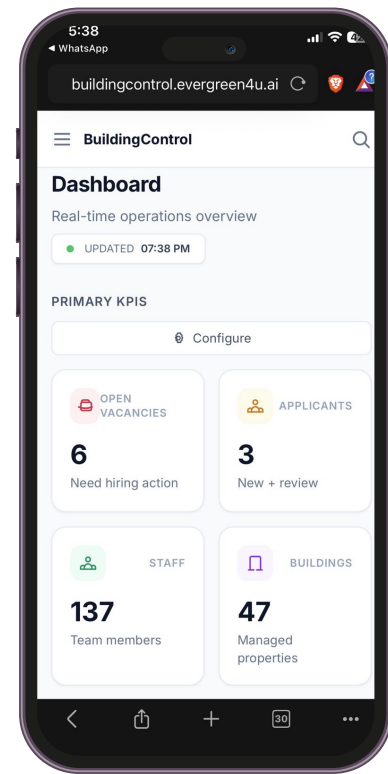 5:38
◀ WhatsApp
buildingcontrol.evergreen4u.ai
BuildingControl
Dashboard
Real-time operations overview
UPDATED 07:38 PM
PRIMARY KPIS
Configure
OPEN VACANCIES
6
Need hiring action
APPLICANTS
3
New + review
STAFF
137
Team members
BUILDINGS
47
Managed
properties
30